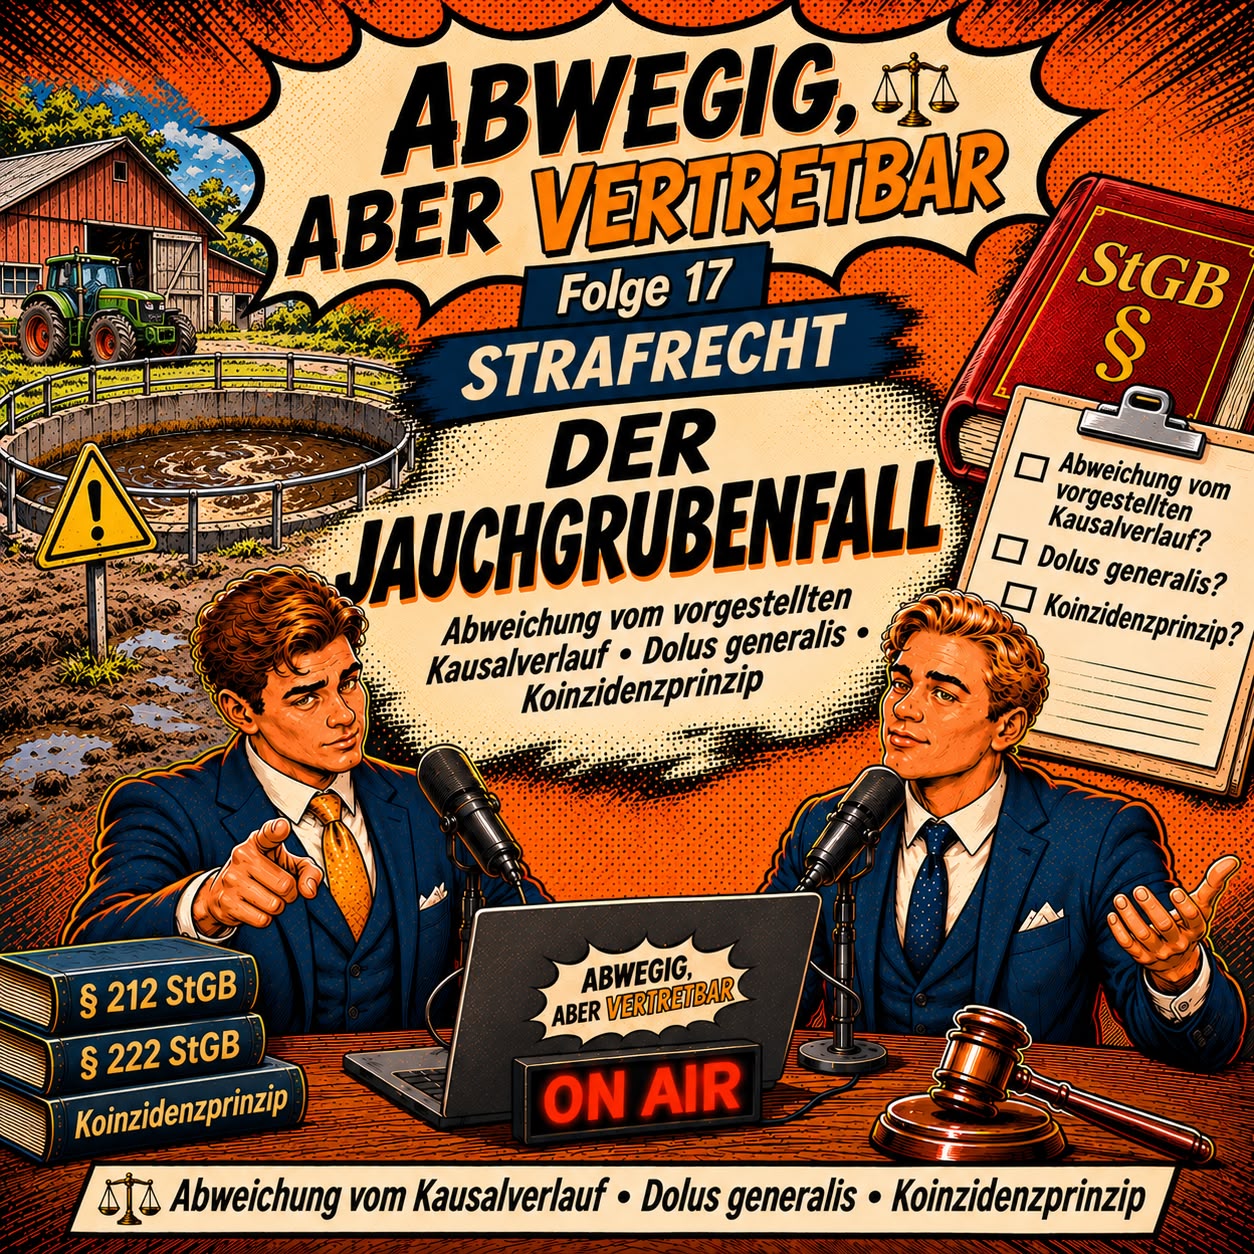 ABWEGIG,
ABER VERTRETBAR
Folge 17
STRAFRECHT
DER
JAUCHGRUBENFALL
Abweichung vom vorgestellten
Kausalverlauf • Dolus generalis •
Koinzidenzprinzip
StGB
§
Abweichung vom
vorgestellten
Kausalverlauf?
Dolus generalis?
Koinzidenzprinzip?
!
§ 212 StGB
§ 222 StGB
Koinzidenzprinzip
ABWEGIG,
ABER VERTRETBAR
ON AIR
Abweichung vom Kausalverlauf • Dolus generalis • Koinzidenzprinzip